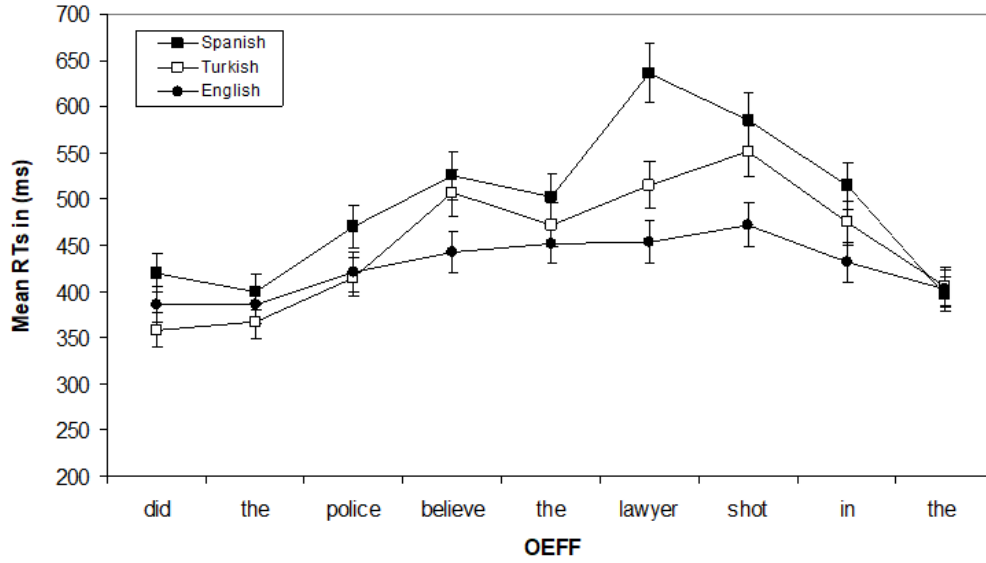 700
650
600
550
500
450
400
350
300
250
200
Mean RTs in (ms)
Spanish
Turkish
English
did the police believe the lawyer shot in the
OEFF